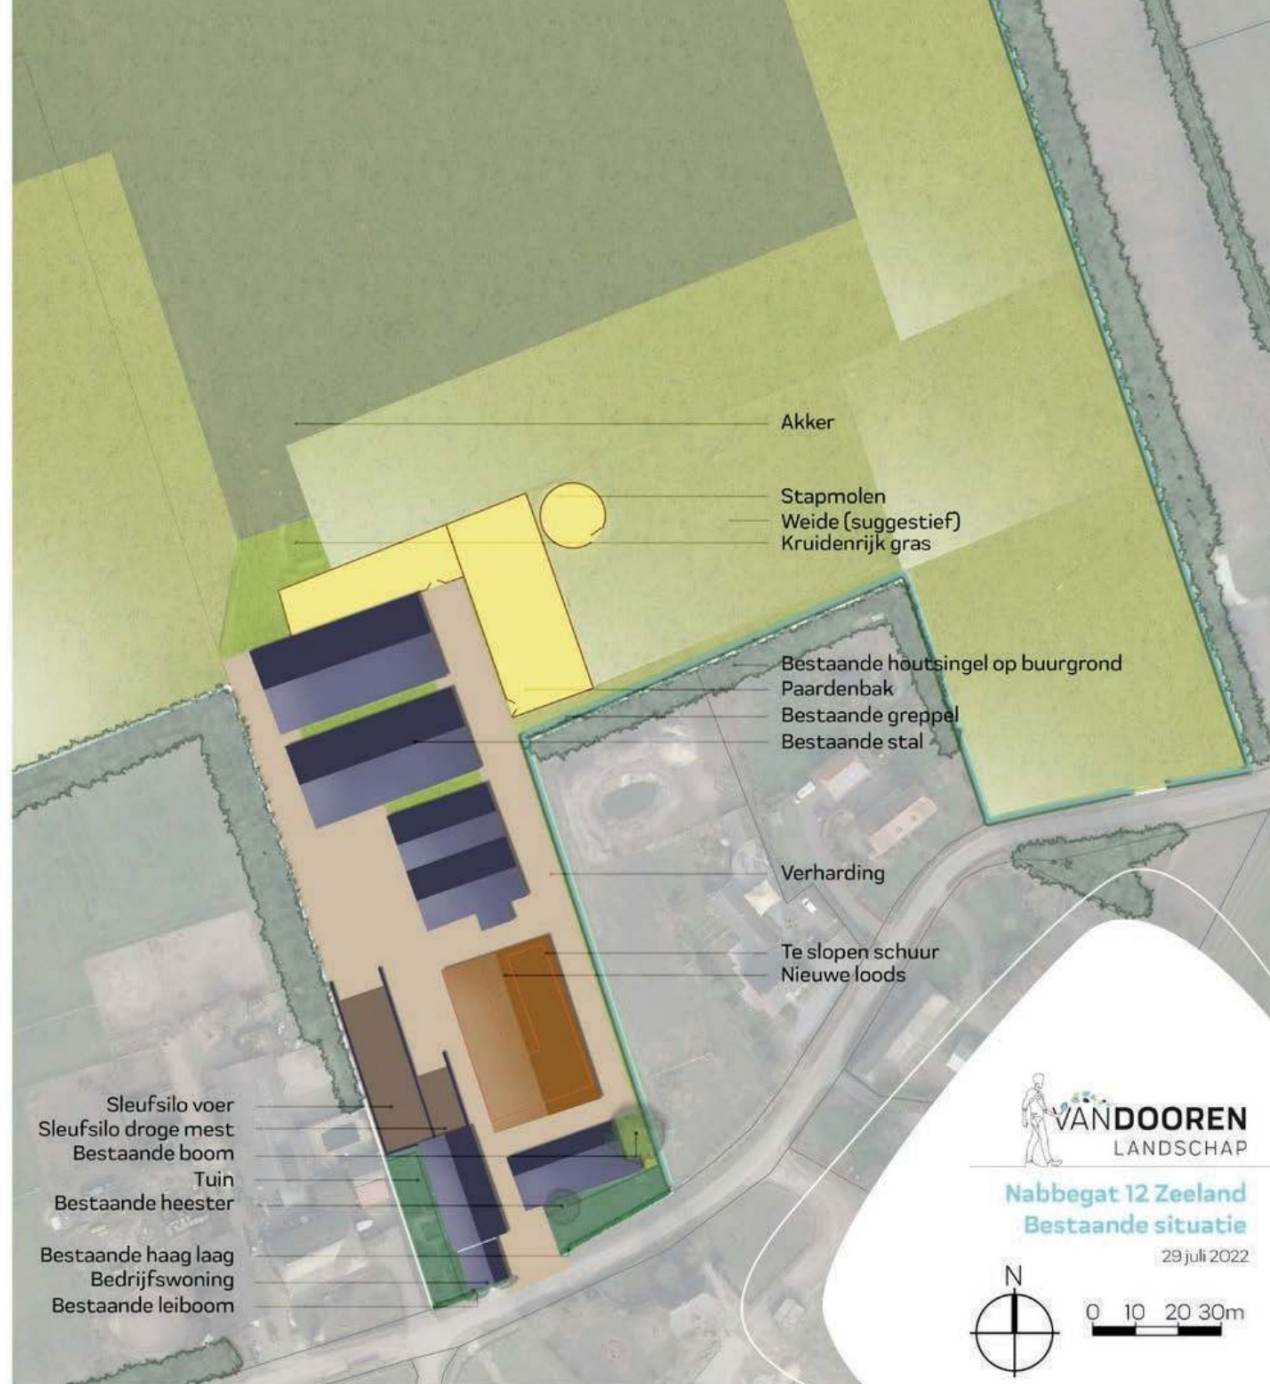 Akker
Stapmolen
Weide (suggestief)
Kruidenrijk gras
Bestaande houtsingel op buurgrond
Paardenbak
Bestaande greppel
Bestaande stal
Verharding
Te slopen schuur
Nieuwe loods
Sleufsilo voer
Sleufsilo droge mest
Bestaande boom
Tuin
Bestaande heester
Bestaande haag laag
Bedrijfswoning
Bestaande leiboom
VANDOOREN
LANDSCHAP
Nabbegat 12 Zeeland
Bestaande situatie
29 juli 2022
N
0 10 20 30m